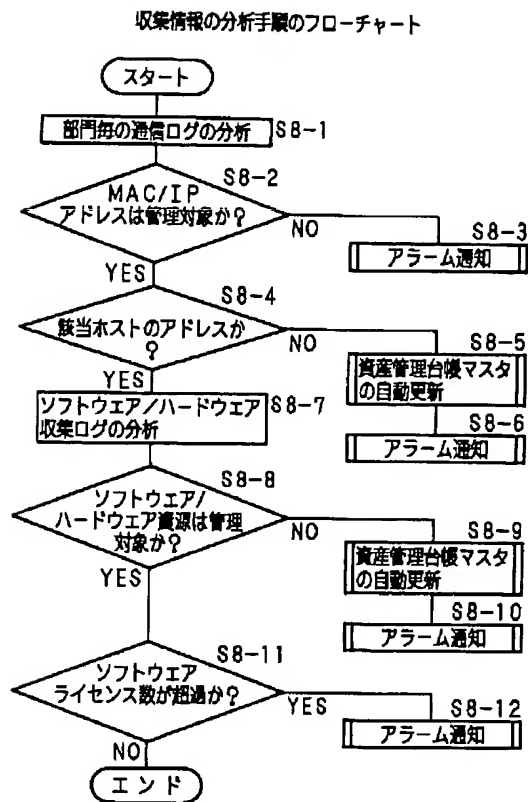 収集情報の分析手順のフローチャート
スタート
部門毎の通信ログの分析
S8-1
S8-2
MAC/IP
アドレスは管理対象か?
NO
S8-3
アラーム通知
YES
S8-4
該当ホストのアドレスか
?
NO
S8-5
資産管理台帳マスタ
の自動更新
S8-6
アラーム通知
YES
S8-7
ソフトウェア/ハードウェア
収集ログの分析
S8-8
ソフトウェア/
ハードウェア資源は管理
対象か?
NO
S8-9
資産管理台帳マスタ
の自動更新
S8-10
アラーム通知
YES
S8-11
ソフトウェア
ライセンス数が超過か?
YES
S8-12
アラーム通知
NO
エンド